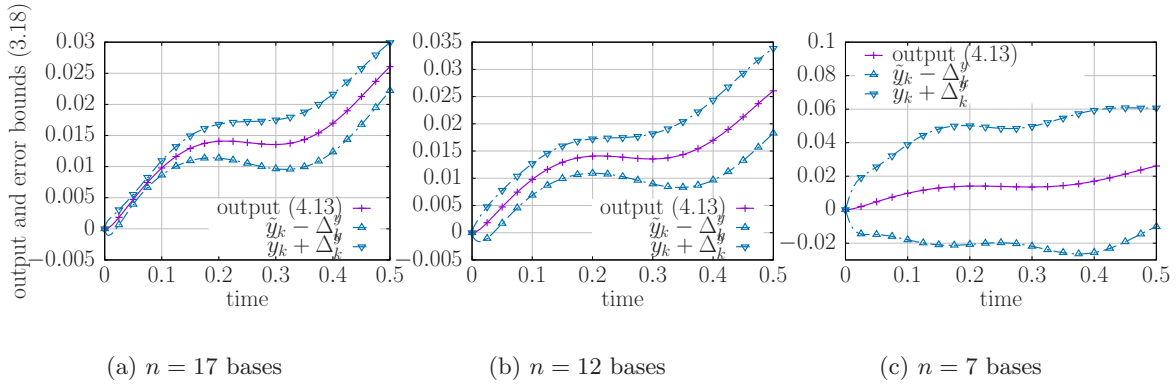 output and error bounds (3.18)
0.03
0.025
0.02
0.015
0.01
0.005
0
−0.005
output (4.13)
ỹ_k − Δ_k^y
y_k + Δ_k^y
0
0.1
0.2
0.3
0.4
0.5
time
0.035
0.03
0.025
0.02
0.015
0.01
0.005
0
−0.005
output (4.13)
ỹ_k − Δ_k^y
y_k + Δ_k^y
0
0.1
0.2
0.3
0.4
0.5
time
0.1
0.08
0.06
0.04
0.02
0
−0.02
output (4.13)
ỹ_k − Δ_k^y
y_k + Δ_k^y
0
0.1
0.2
0.3
0.4
0.5
time
(a) n = 17 bases
(b) n = 12 bases
(c) n = 7 bases